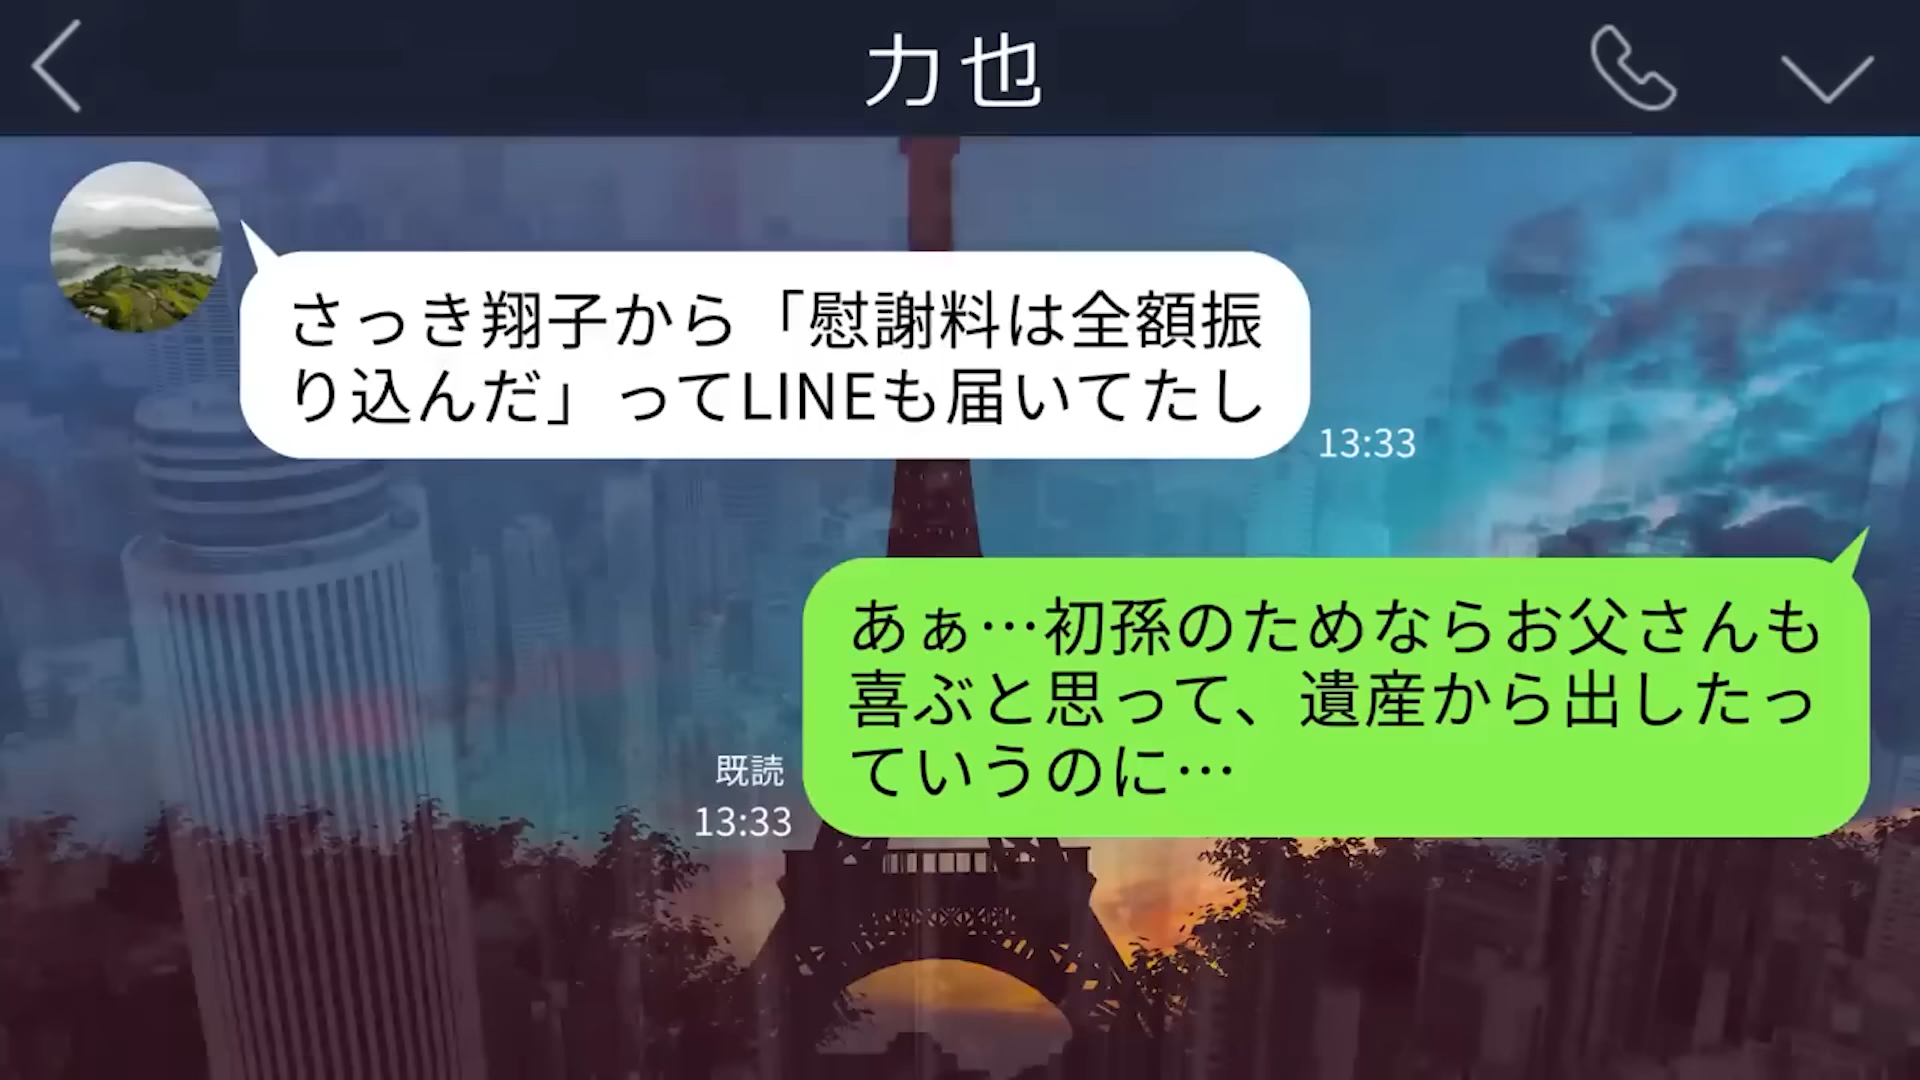 力也
さっき翔子から「慰謝料は全額振
り込んだ」ってLINEも届いてたし
13:33
あぁ…初孫のためならお父さんも
喜ぶと思って、遺産から出したっ
ていうのに…
既読
13:33